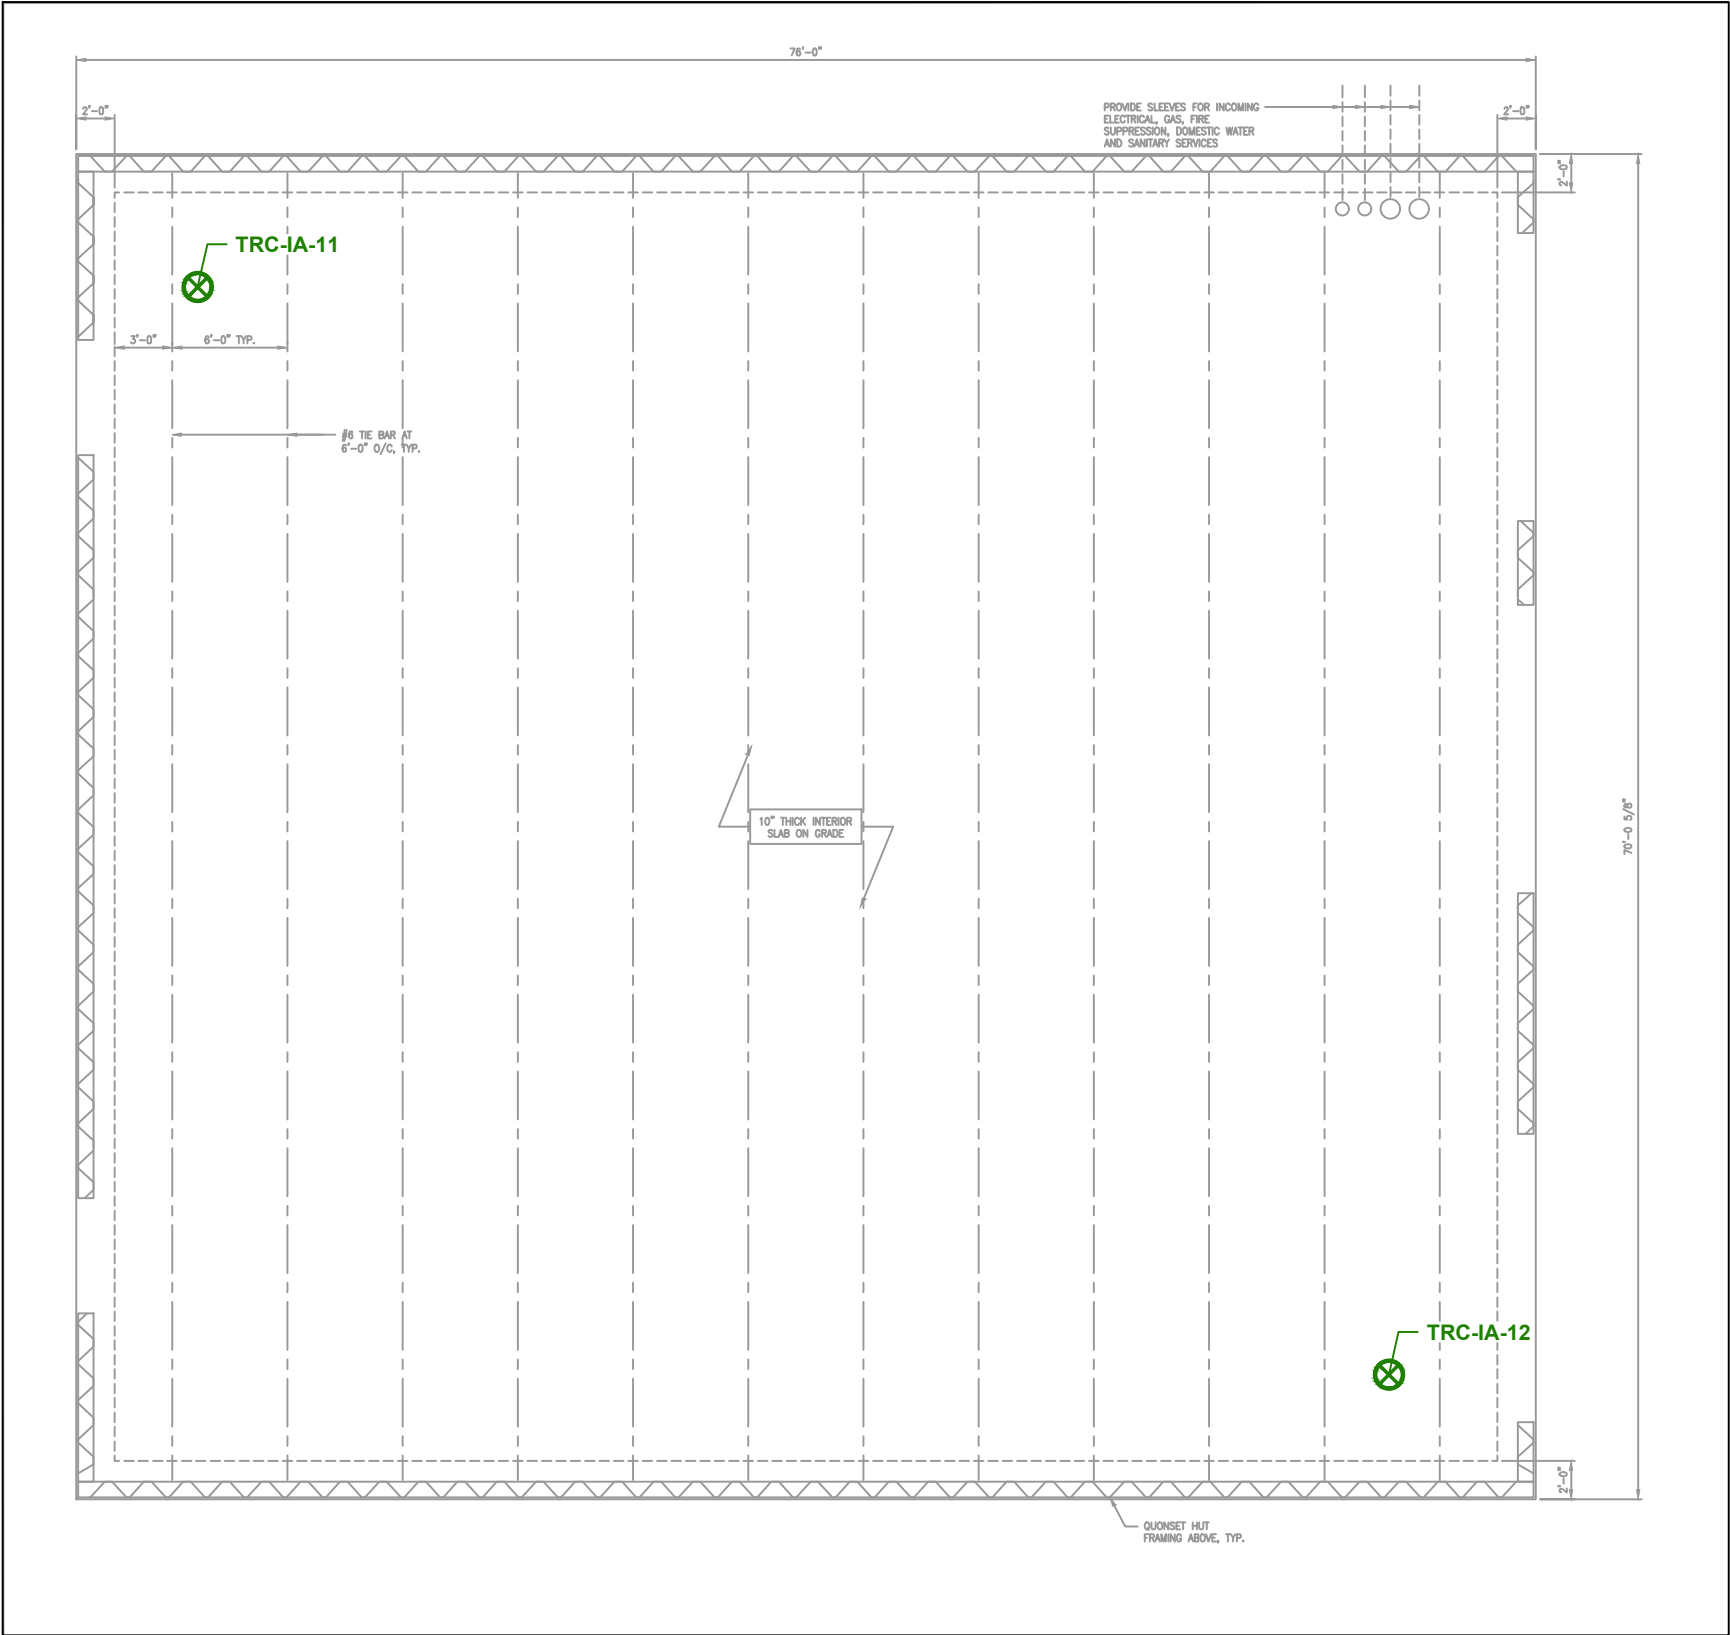 76'-0"
2'-0"
PROVIDE SLEEVES FOR INCOMING
ELECTRICAL, GAS, FIRE
SUPPRESSION, DOMESTIC WATER
AND SANITARY SERVICES
2'-0"
2'-0"
TRC-IA-11
3'-0"
6'-0" TYP.
#6 TIE BAR AT
6'-0" O/C, TYP.
10" THICK INTERIOR
SLAB ON GRADE
70'-0 5/8"
TRC-IA-12
2'-0"
QUONSET HUT
FRAMING ABOVE, TYP.